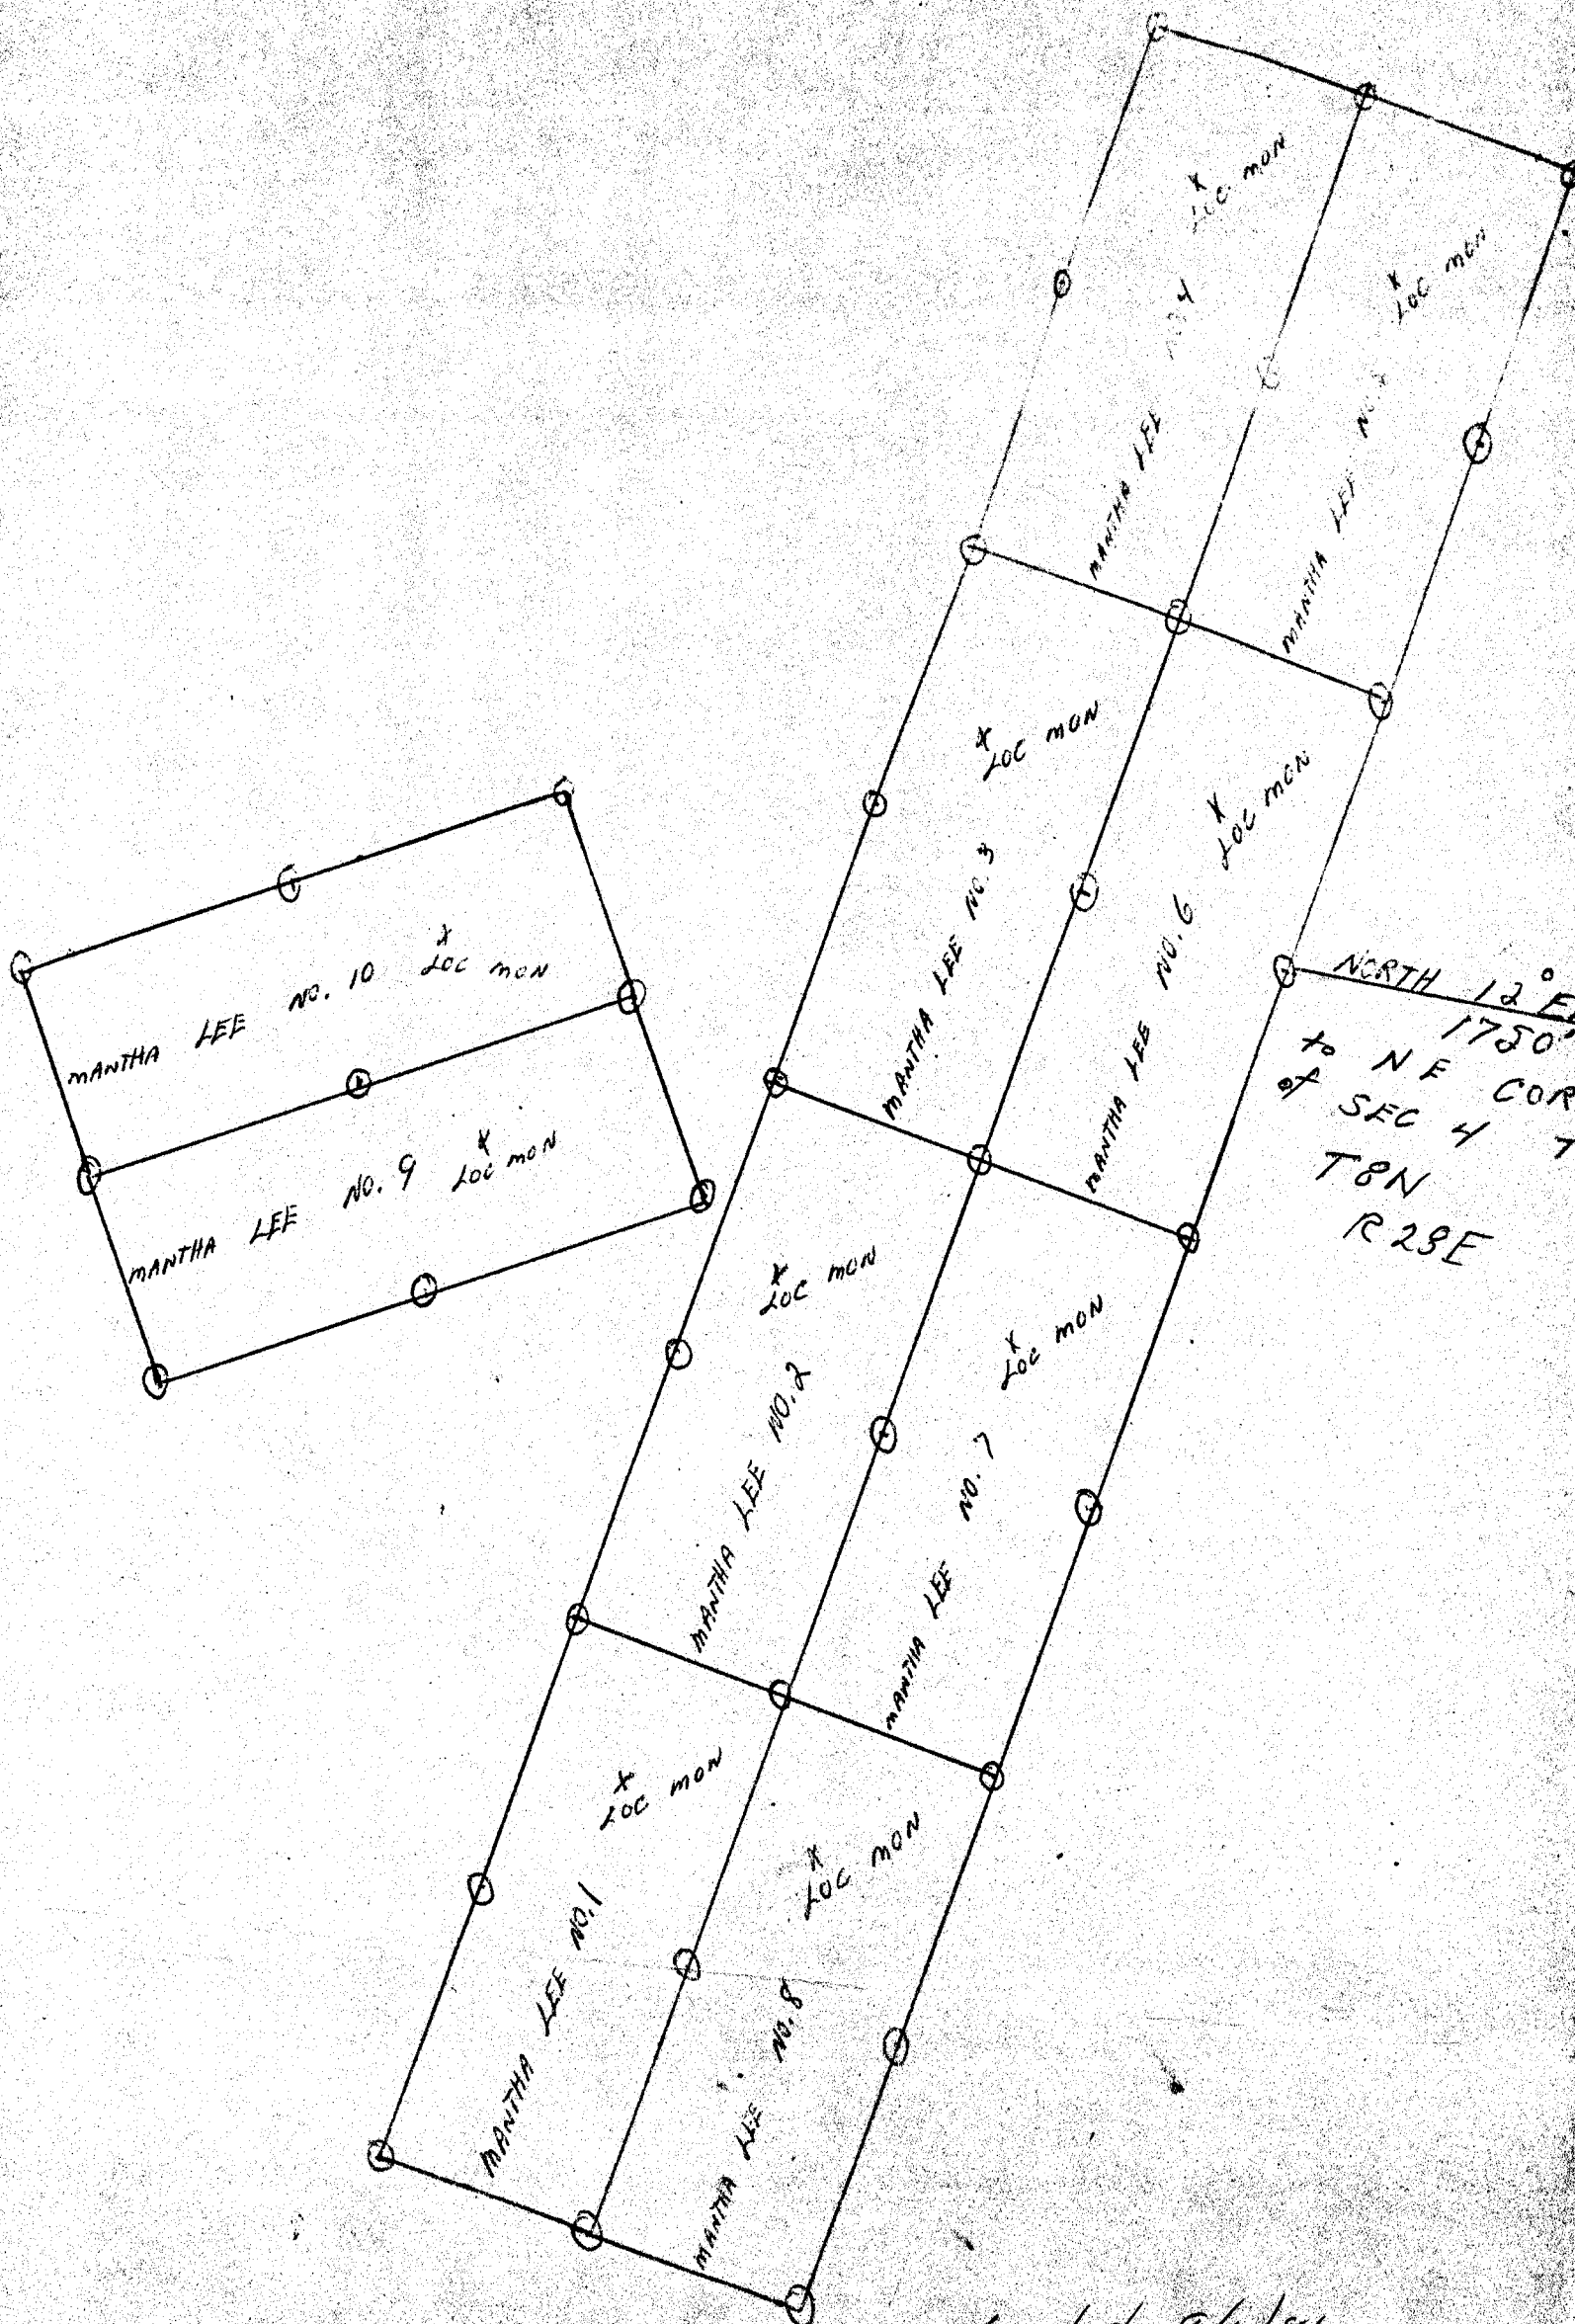 LOC. MON
MANTHA LEE 4
LOC MON
MANTHA LEE NO.
LOC MON
MANTHA LEE NO. 3
LOC MON
MANTHA LEE NO. 6
LOC MON
MANTHA LEE NO. 10
LOC MON
MANTHA LEE NO. 9
NORTH 12°
1750'
to NE COR
of SEC 4
T8N
R 23E
LOC MON
MANTHA LEE NO. 2
LOC MON
MANTHA LEE NO. 7
LOC MON
MANTHA LEE NO. 1
LOC MON
MANTHA LEE NO. 8